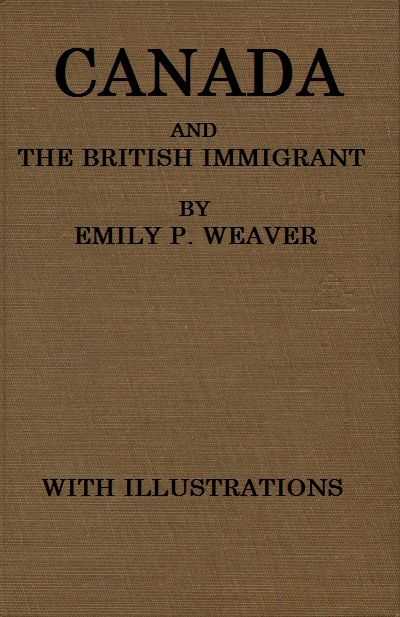 CANADA
AND
THE BRITISH IMMIGRANT
BY
EMILY P. WEAVER
WITH ILLUSTRATIONS